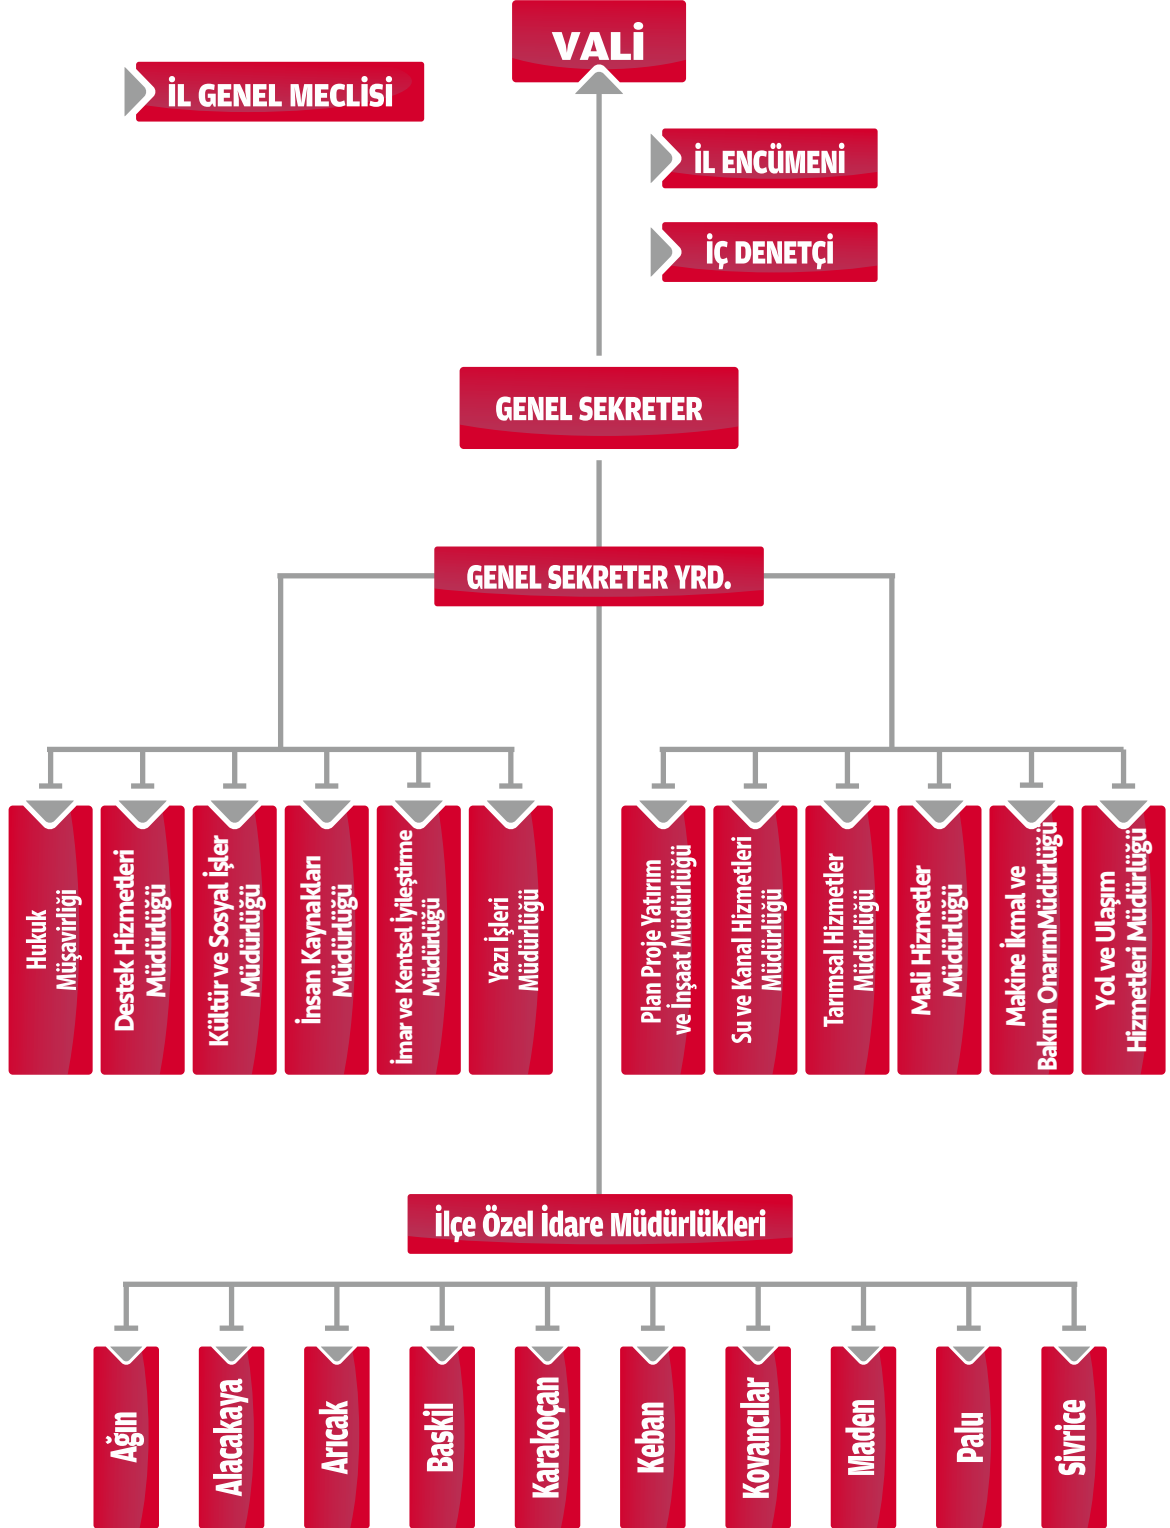 VALİ
İL GENEL MECLİSİ
İL ENCÜMENİ
İÇ DENETÇİ
GENEL SEKRETER
GENEL SEKRETER YRD.
Hukuk
Müşavirliği
Destek Hizmetleri
Müdürlüğü
Kültür ve Sosyal İşler
Müdürlüğü
İnsan Kaynakları
Müdürlüğü
İmar ve Kentsel İyileştirme
Müdürlüğü
Yazı İşleri
Müdürlüğü
Plan Proje Yatırım
ve İnşaat Müdürlüğü
Su ve Kanal Hizmetleri
Müdürlüğü
Tarımsal Hizmetler
Müdürlüğü
Mali Hizmetler
Müdürlüğü
Makine İkmal ve
Bakım OnarımMüdürlüğü
Yol ve Ulaşım
Hizmetleri Müdürlüğü
İlçe Özel İdare Müdürlükleri
Ağın
Alacakaya
Arıcak
Baskil
Karakoçan
Keban
Kovancılar
Maden
Palu
Sivrice